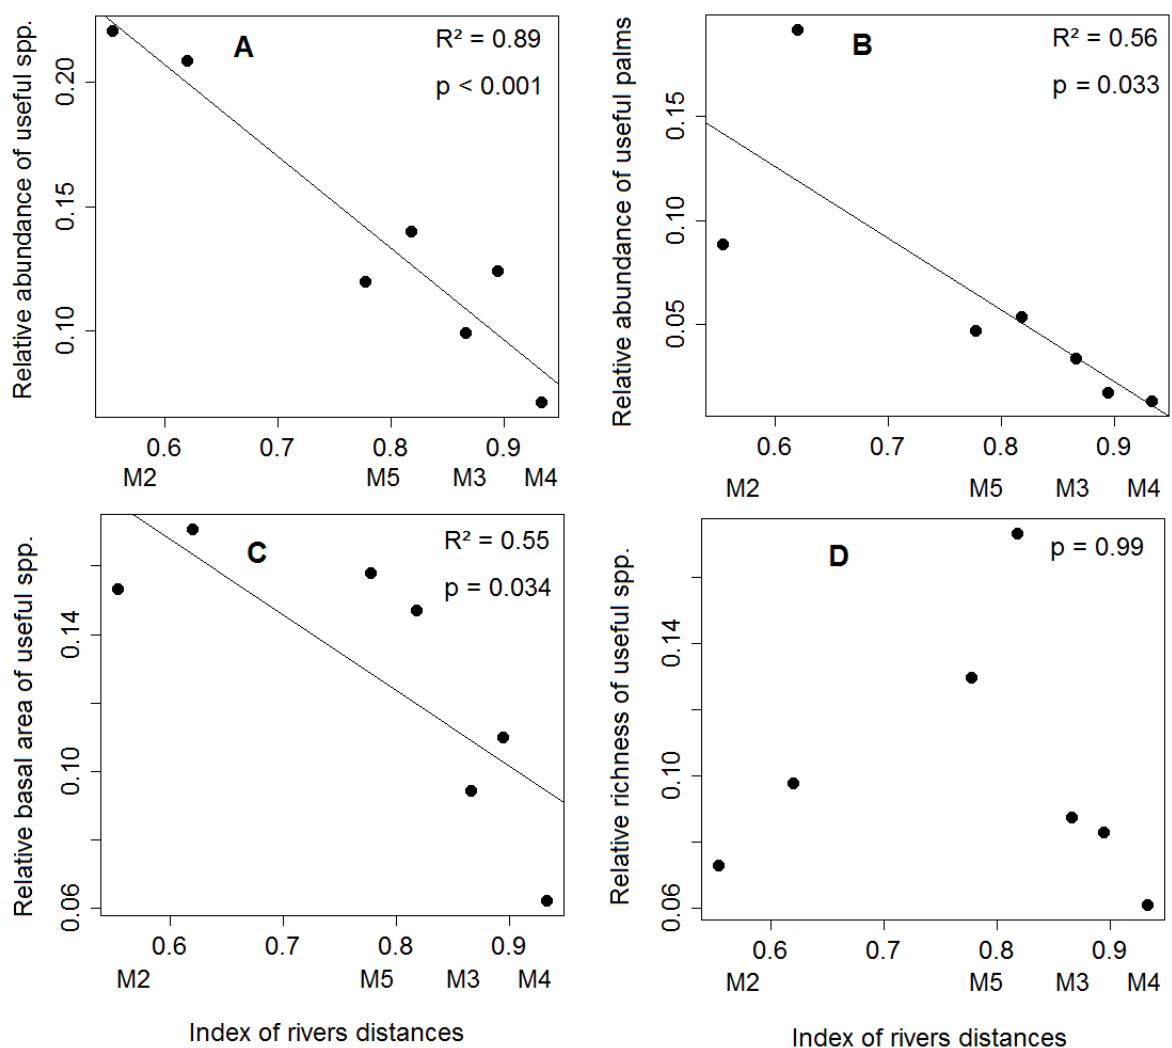 Relative abundance of useful spp.
0.20
0.15
0.10
A
R² = 0.89
p < 0.001
0.6 0.7 0.8 0.9
M2 M5 M3 M4
Relative abundance of useful palms
0.15
0.10
0.05
B
R² = 0.56
p = 0.033
0.6 0.7 0.8 0.9
M2 M5 M3 M4
Relative basal area of useful spp.
0.14
0.10
0.06
C
R² = 0.55
p = 0.034
0.6 0.7 0.8 0.9
M2 M5 M3 M4
Index of rivers distances
Relative richness of useful spp.
0.14
0.10
0.06
D
p = 0.99
0.6 0.7 0.8 0.9
M2 M5 M3 M4
Index of rivers distances